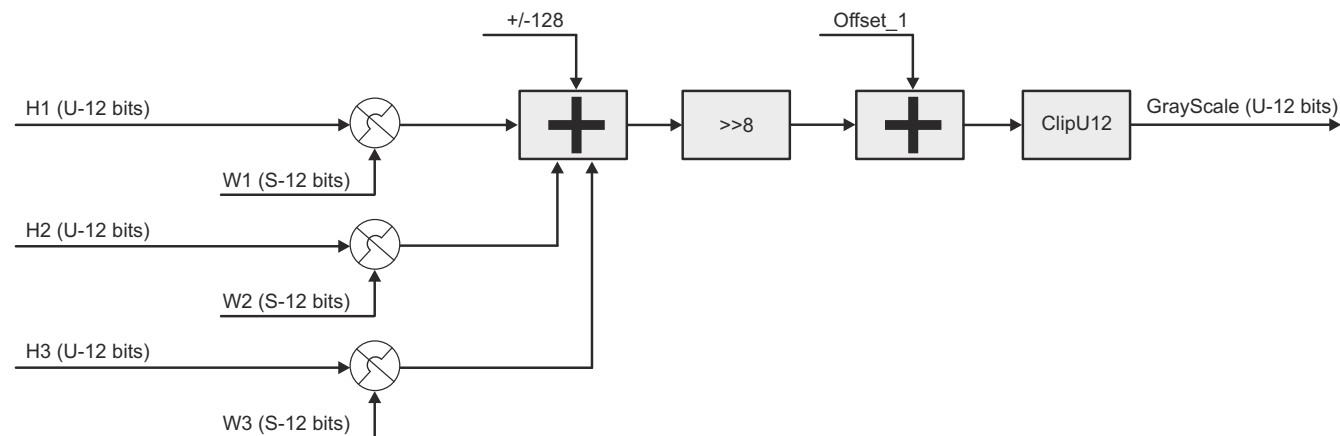 +/-128
Offset_1
H1 (U-12 bits)
>>8
ClipU12
GrayScale (U-12 bits)
W1 (S-12 bits)
H2 (U-12 bits)
W2 (S-12 bits)
H3 (U-12 bits)
W3 (S-12 bits)